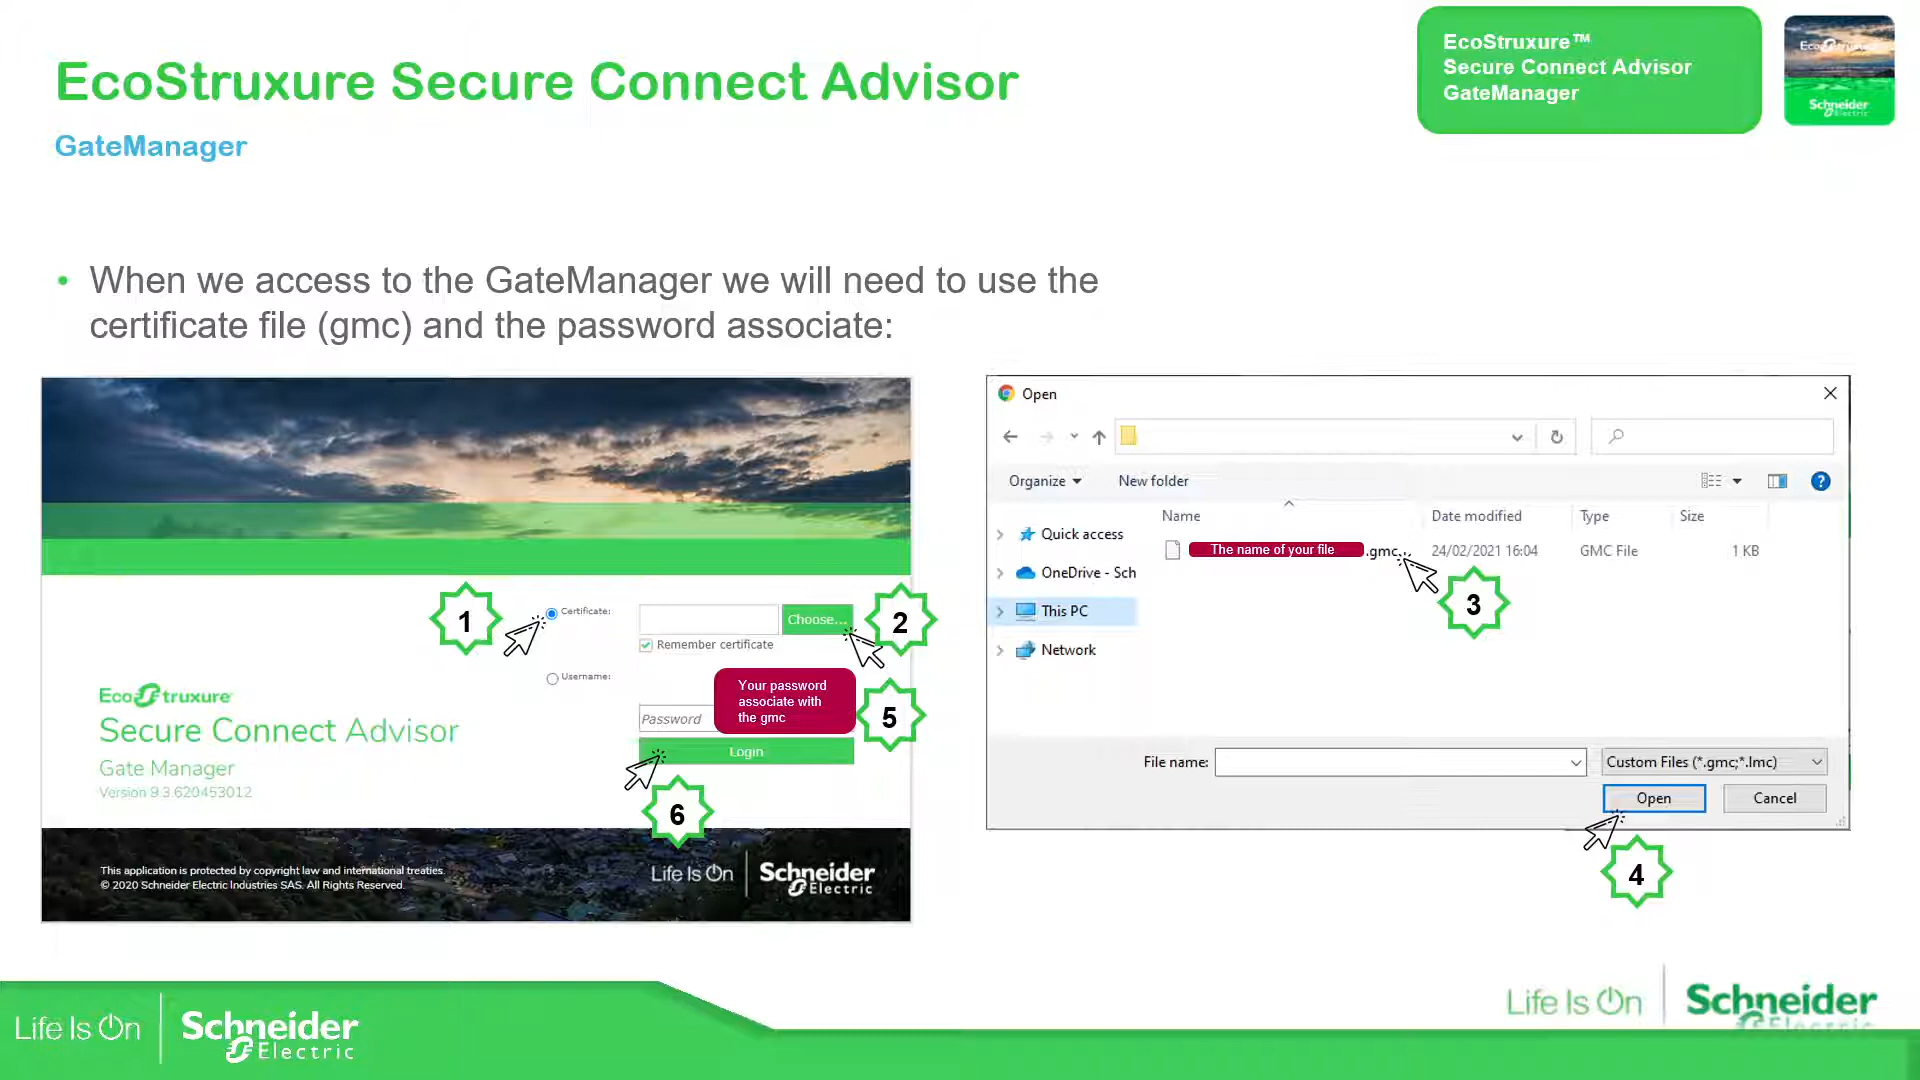 EcoStruxure Secure Connect Advisor
GateManager
EcoStruxure™
Secure Connect Advisor
GateManager
EcoStruxure
Schneider
Electric
• When we access to the GateManager we will need to use the
certificate file (gmc) and the password associate:
1
Certificate:
Choose...
2
Remember certificate
Username:
Your password
associate with
the gmc
Password
5
Login
6
EcoStruxure
Secure Connect Advisor
Gate Manager
Version 9.3 620453012
This application is protected by copyright law and international treaties.
© 2020 Schneider Electric Industries SAS. All Rights Reserved.
Life Is On
Schneider
Electric
Open
Organize
New folder
Name
Date modified
Type
Size
Quick access
The name of your file
.gmc
24/02/2021 16:04
GMC File
1 KB
OneDrive - Sch
This PC
3
Network
File name:
Custom Files (*.gmc;*.lmc)
Open
Cancel
4
Life Is On
Schneider
Electric
Life Is On
Schneider
Electric